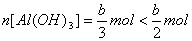 n[Al(OH)₃] = b/3 mol < b/2 mol